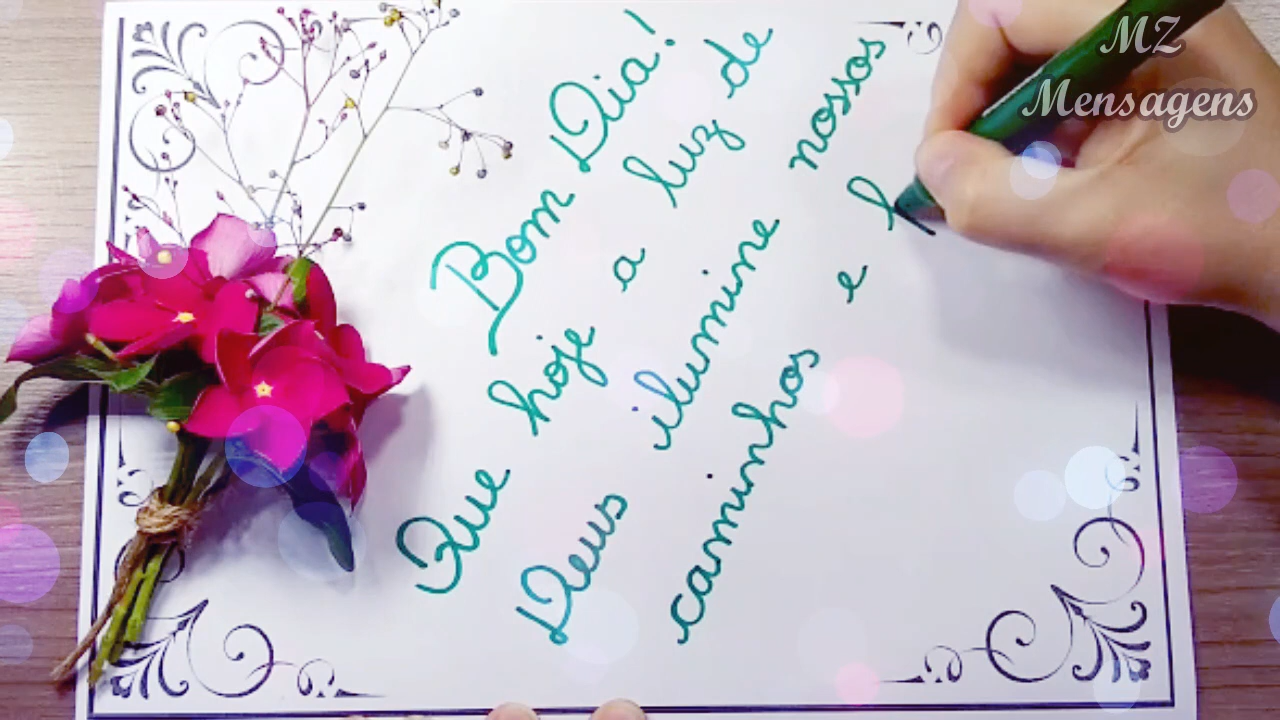 Bom Dia!
Que hoje a luz de
Deus ilumine nossos
caminhos e
MZ
Mensagens